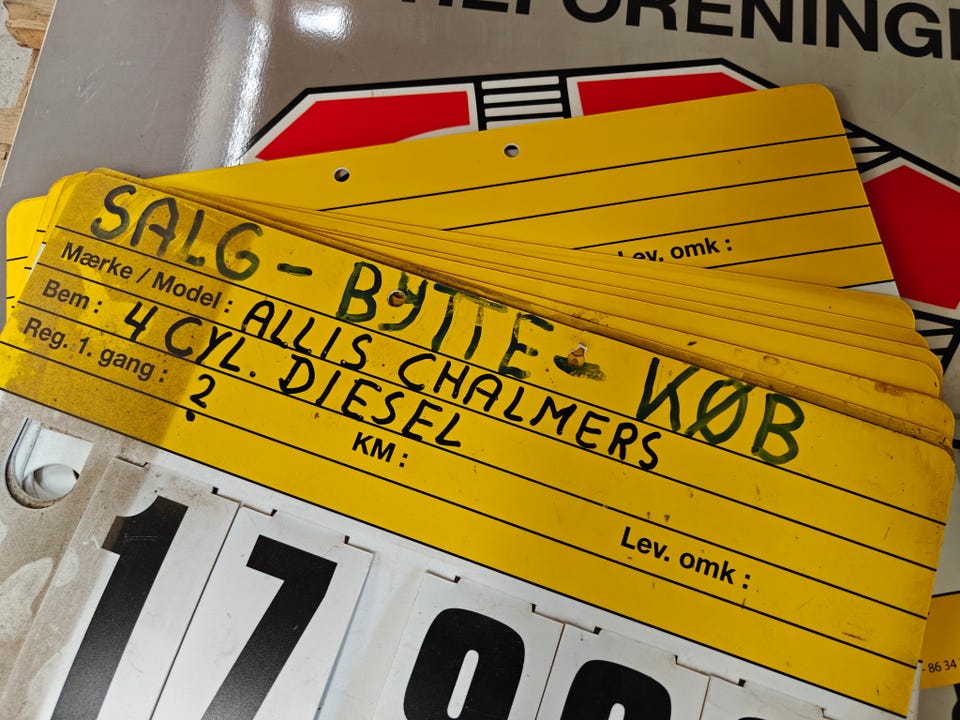 Lev. omk :
SALG - BYTTE - KØB
Mærke / Model : ALLIS CHALMERS
Bem : 4 CYL. DIESEL
Reg. 1. gang : 2.
KM :
Lev. omk :
- 86 34
17